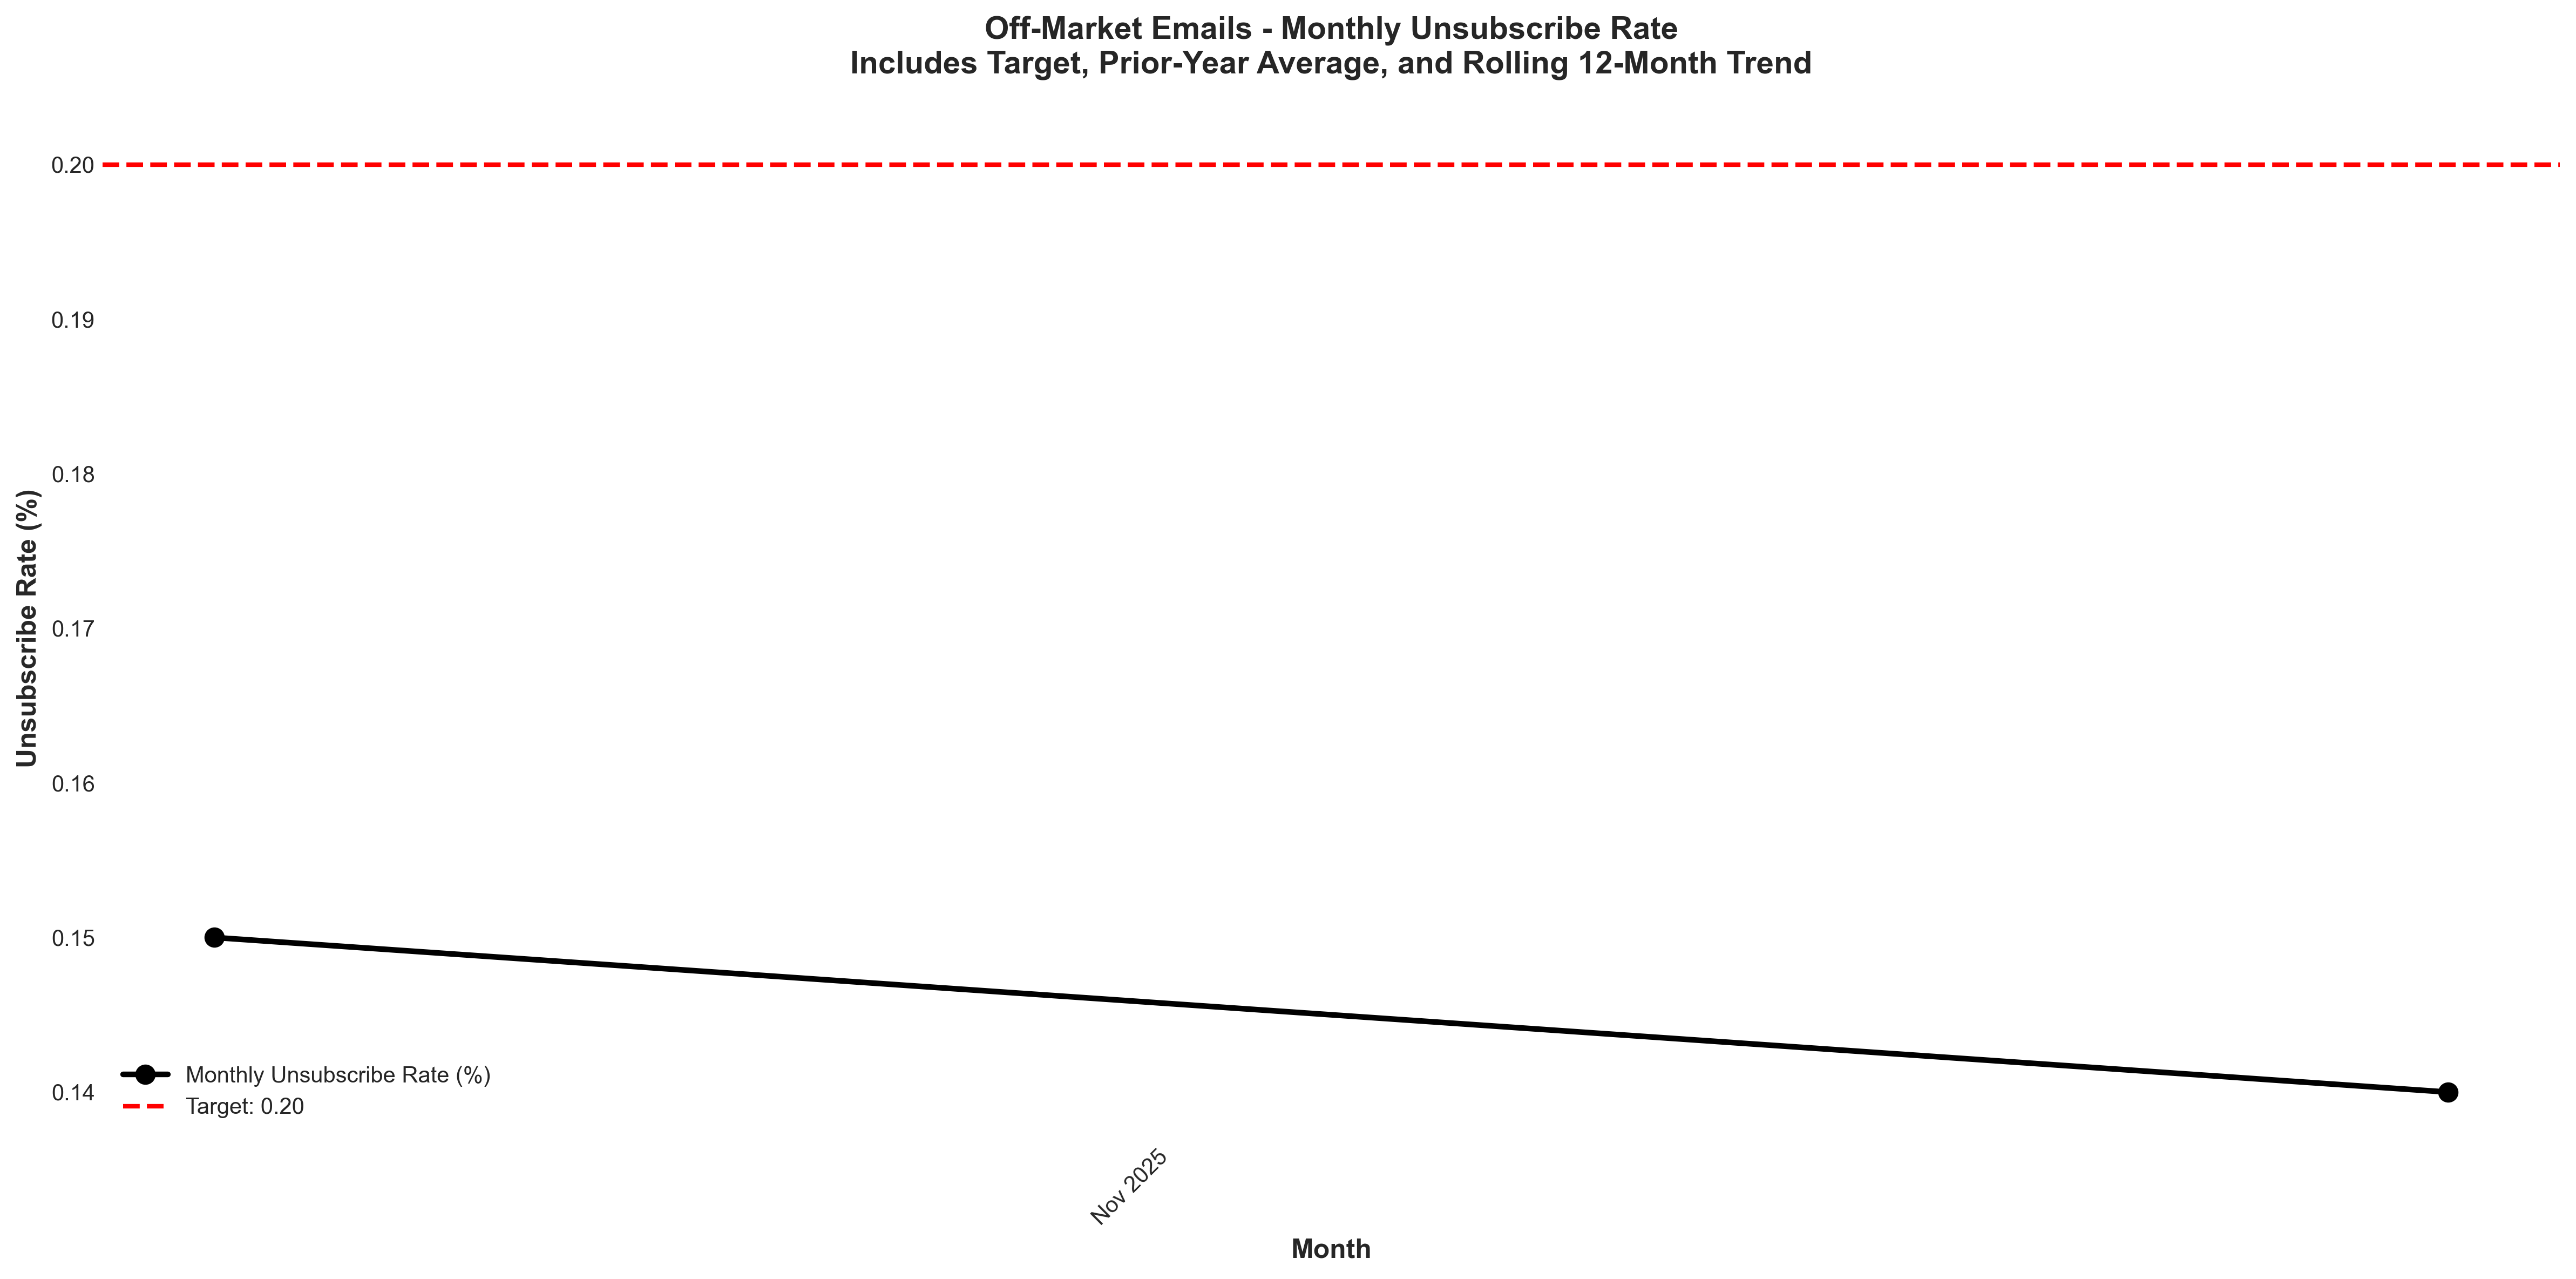 Off-Market Emails - Monthly Unsubscribe Rate
Includes Target, Prior-Year Average, and Rolling 12-Month Trend
Unsubscribe Rate (%)
0.20
0.19
0.18
0.17
0.16
0.15
0.14
Monthly Unsubscribe Rate (%)
Target: 0.20
Nov 2025
Month